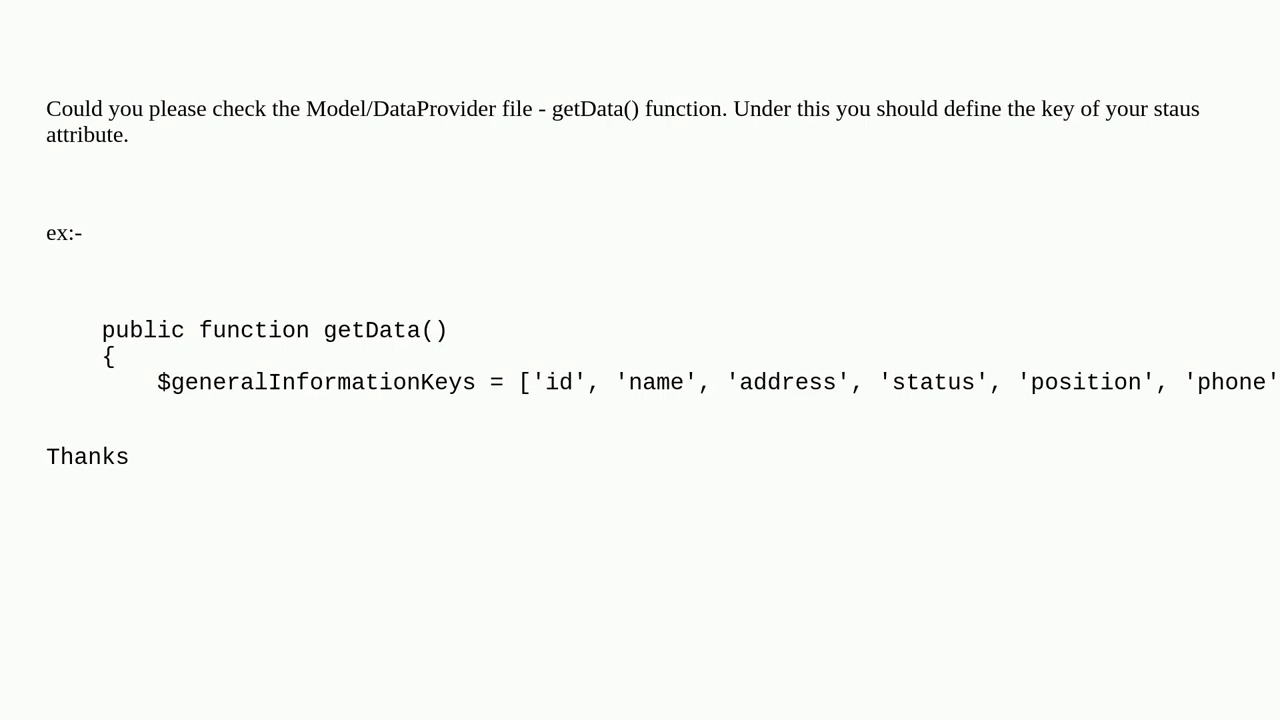 Could you please check the Model/DataProvider file - getData() function. Under this you should define the key of your staus
attribute.
ex:-
public function getData()
{
$generalInformationKeys = ['id', 'name', 'address', 'status', 'position', 'phone'
Thanks